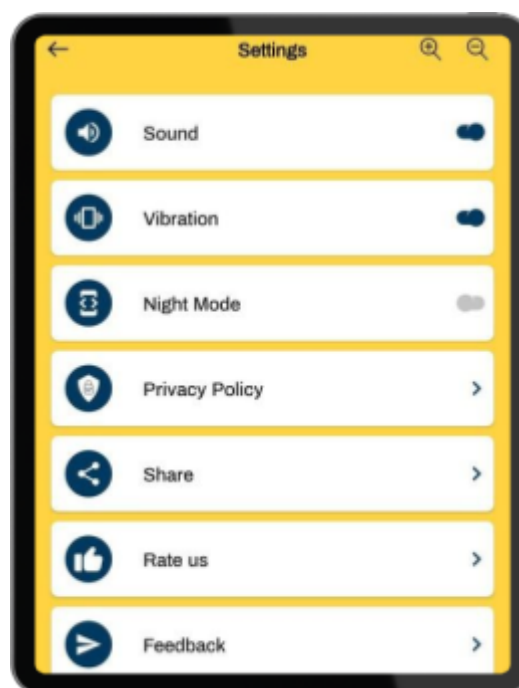 Settings
Sound
Vibration
Night Mode
Privacy Policy
Share
Rate us
Feedback